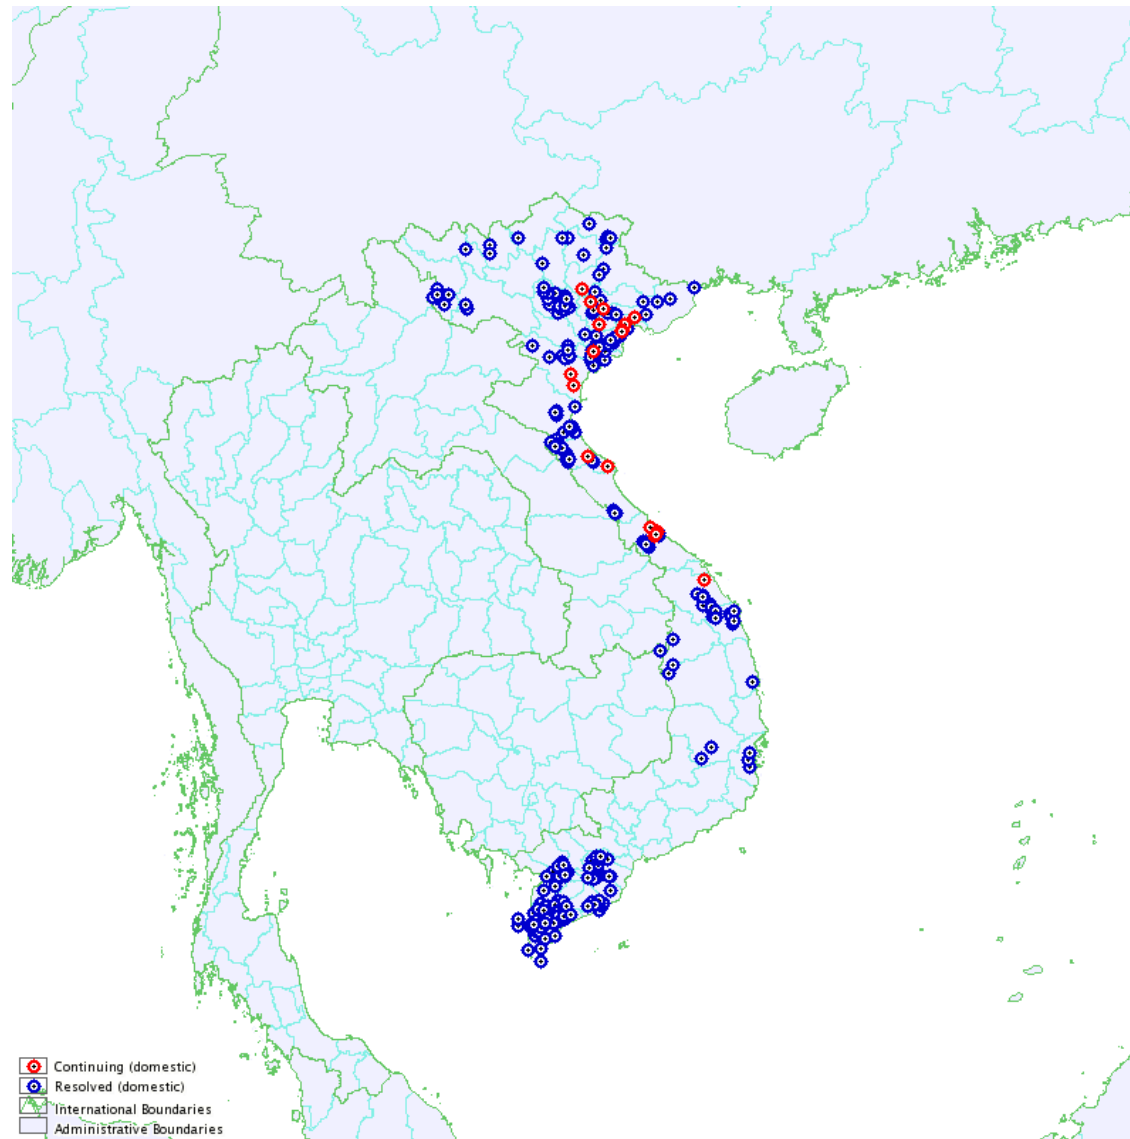 Continuing (domestic)
Resolved (domestic)
International Boundaries
Administrative Boundaries